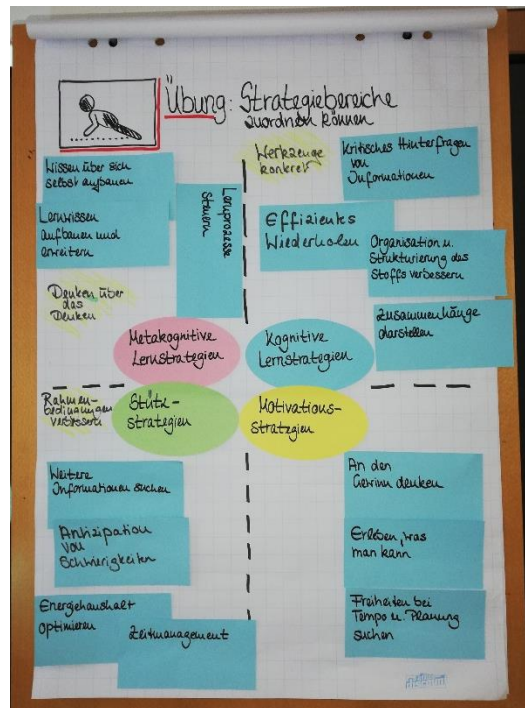 Übung: Strategiebereiche
zuordnen können
Werkzeuge
konkret
Kritisches Hinterfragen
von
Informationen
Wissen über sich
selbst aufbauen
Lernwissen
aufbauen und
erweitern
Lernprozesse
steuern
Effizientes
Wiederholen
Organisation u.
Strukturierung des
Stoffs verbessern
Denken über
das
Denken
Zusammenhänge
darstellen
Metakognitive
Lernstrategien
Kognitive
Lernstrategien
Rahmen-
bedingungen
verbessern
Stütz-
strategien
Motivations-
strategien
Weitere
Informationen suchen
Antizipation
von
Schwierigkeiten
Energiehaushalt
optimieren
Zeitmanagement
An den
Gewinn denken
Erleben, was
man kann
Freiheiten bei
Tempo u. Planung
suchen